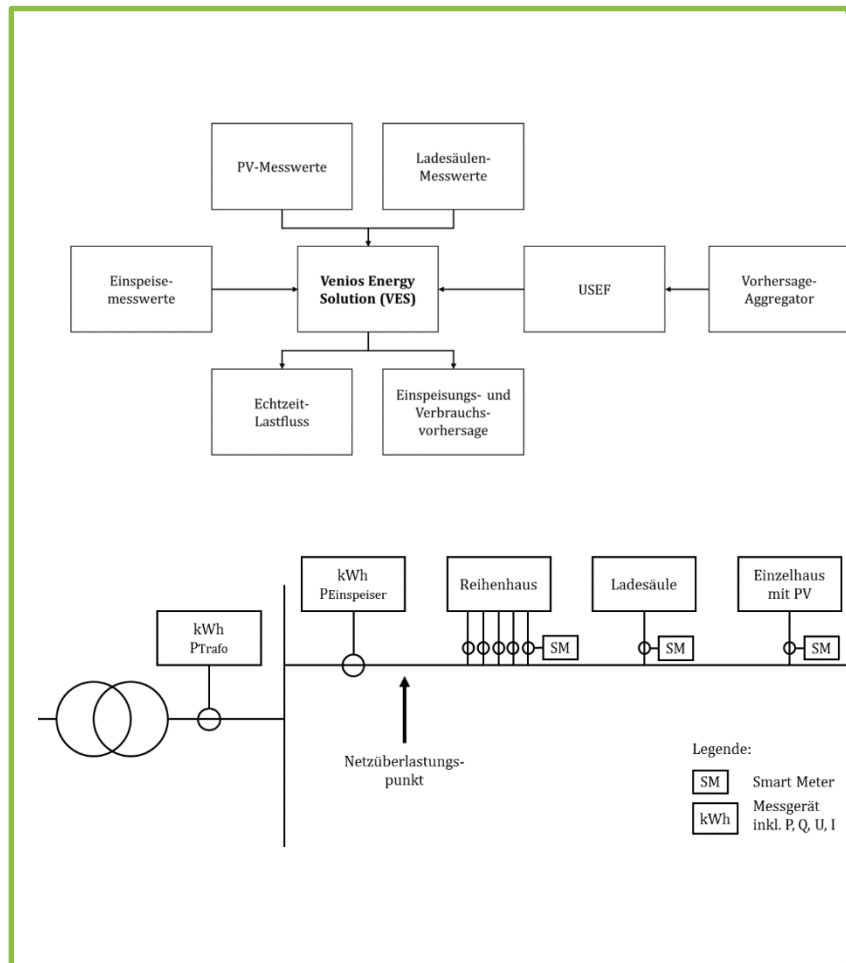 PV-Messwerte
Ladesäulen-
Messwerte
Einspeise-
messwerte
Venios Energy
Solution (VES)
USEF
Vorhersage-
Aggregator
Echtzeit-
Lastfluss
Einspeisungs- und
Verbrauchs-
vorhersage
kWh
PEinspeiser
Reihenhaus
Ladesäule
Einzelhaus
mit PV
kWh
PTrafo
SM
SM
SM
Netzüberlastungs-
punkt
Legende:
SM Smart Meter
kWh Messgerät
inkl. P, Q, U, I